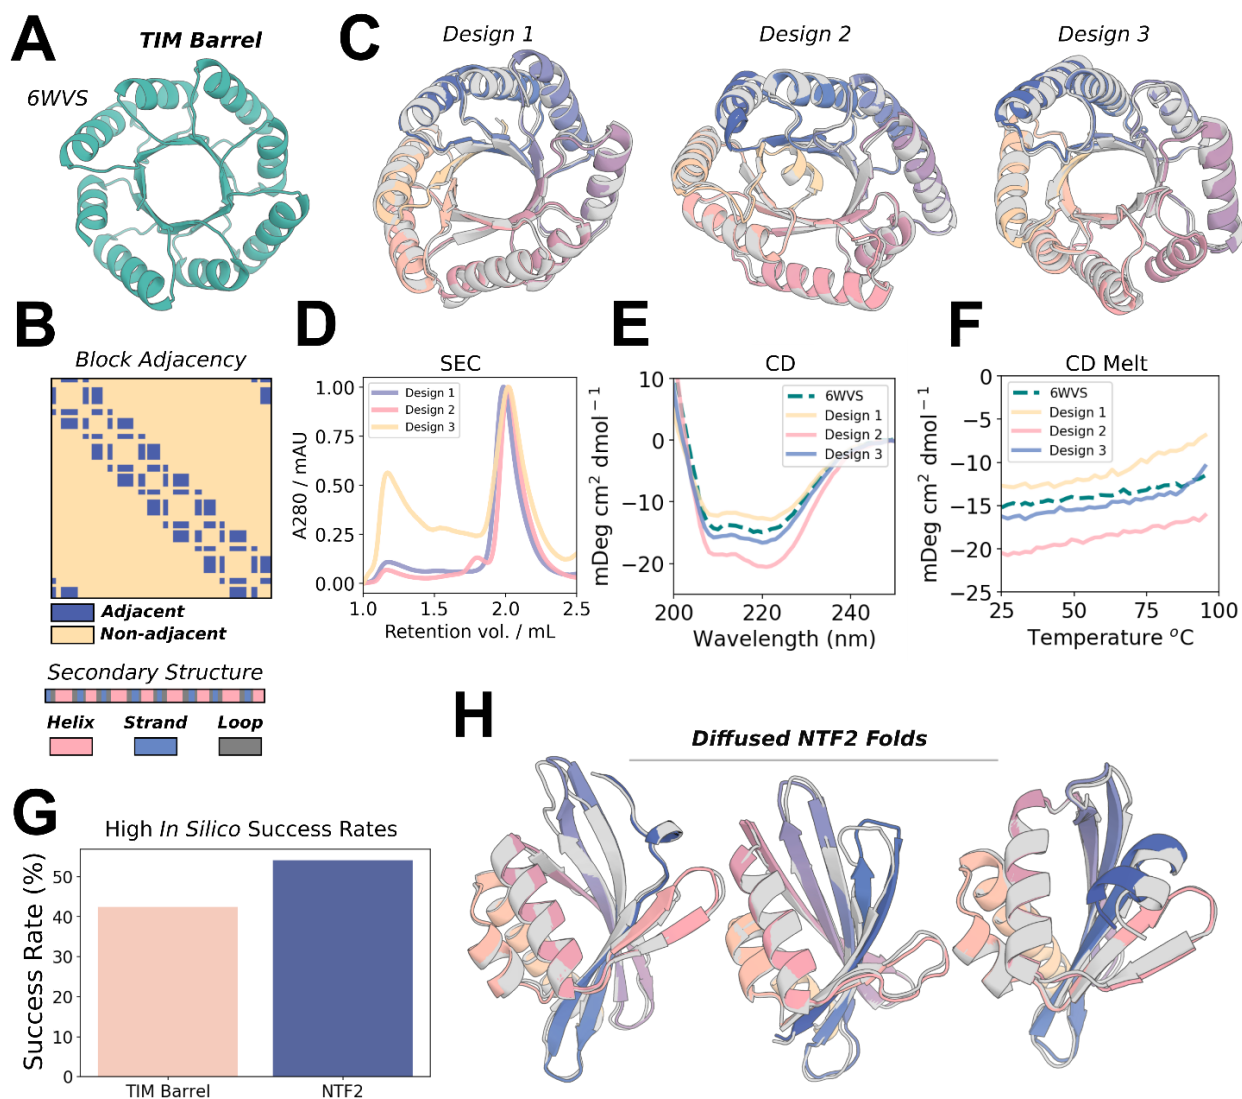 A
TIM Barrel
6WVS
C
Design 1
Design 2
Design 3
B
Block Adjacency
Adjacent
Non-adjacent
Secondary Structure
Helix
Strand
Loop
D
SEC
A280 / mAU
1.00
0.75
0.50
0.25
0.00
Design 1
Design 2
Design 3
1.0
1.5
2.0
2.5
Retention vol. / mL
E
CD
mDeg cm² dmol⁻¹
10
0
−10
−20
6WVS
Design 1
Design 2
Design 3
200
220
240
Wavelength (nm)
F
CD Melt
mDeg cm² dmol⁻¹
0
−5
−10
−15
−20
−25
6WVS
Design 1
Design 2
Design 3
25
50
75
100
Temperature °C
G
High In Silico Success Rates
Success Rate (%)
50
40
30
20
10
0
TIM Barrel
NTF2
H
Diffused NTF2 Folds